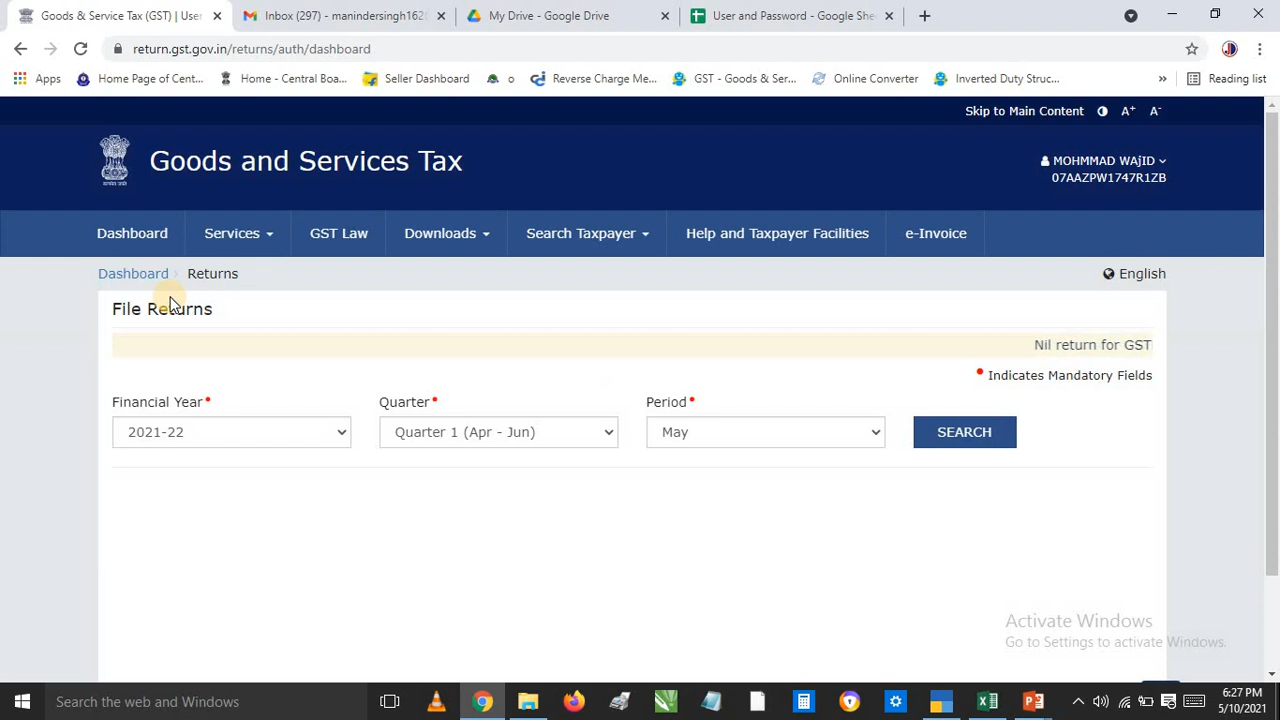 Goods & Service Tax (GST) | User
Inbox (297) - manindersingh162
My Drive - Google Drive
User and Password - Google She
return.gst.gov.in/returns/auth/dashboard
Apps
Home Page of Cent...
Home - Central Boa...
Seller Dashboard
o
Reverse Charge Me...
GST - Goods & Ser...
Online Converter
Inverted Duty Struc...
»
Reading list
Skip to Main Content
A+
A-
Goods and Services Tax
MOHMMAD WAjID
07AAZPW1747R1ZB
Dashboard
Services
GST Law
Downloads
Search Taxpayer
Help and Taxpayer Facilities
e-Invoice
Dashboard › Returns
English
File Returns
Nil return for GST
• Indicates Mandatory Fields
Financial Year•
Quarter•
Period•
2021-22
Quarter 1 (Apr - Jun)
May
SEARCH
Activate Windows
Go to Settings to activate Windows.
Search the web and Windows
6:27 PM
5/10/2021